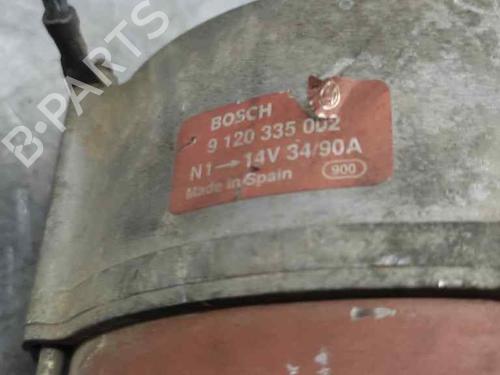 BOSCH
9 120 335 002
N1→14V 34/90A
Made in Spain
900
B-PARTS